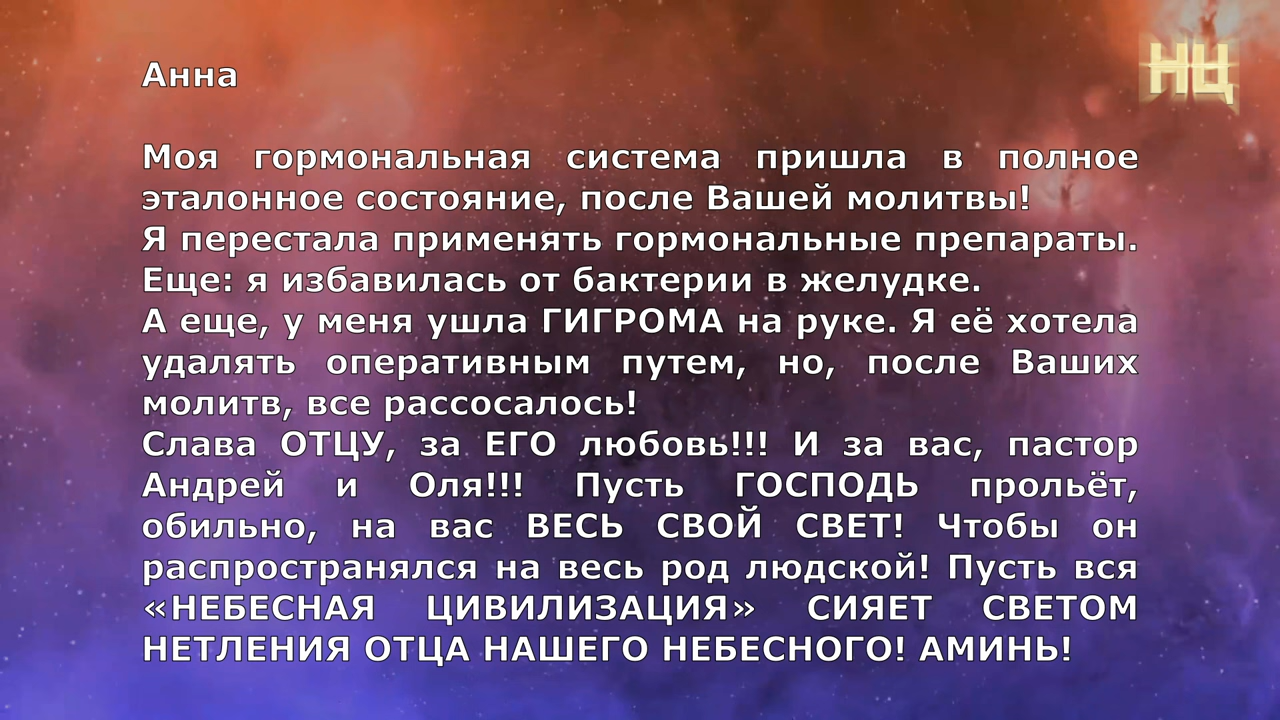 Анна
НЦ
Моя гормональная система пришла в полное
эталонное состояние, после Вашей молитвы!
Я перестала применять гормональные препараты.
Еще: я избавилась от бактерии в желудке.
А еще, у меня ушла ГИГРОМА на руке. Я её хотела
удалять оперативным путем, но, после Ваших
молитв, все рассосалось!
Слава ОТЦУ, за ЕГО любовь!!! И за вас, пастор
Андрей и Оля!!! Пусть ГОСПОДЬ прольёт,
обильно, на вас ВЕСЬ СВОЙ СВЕТ! Чтобы он
распространялся на весь род людской! Пусть вся
«НЕБЕСНАЯ ЦИВИЛИЗАЦИЯ» СИЯЕТ СВЕТОМ
НЕТЛЕНИЯ ОТЦА НАШЕГО НЕБЕСНОГО! АМИНЬ!